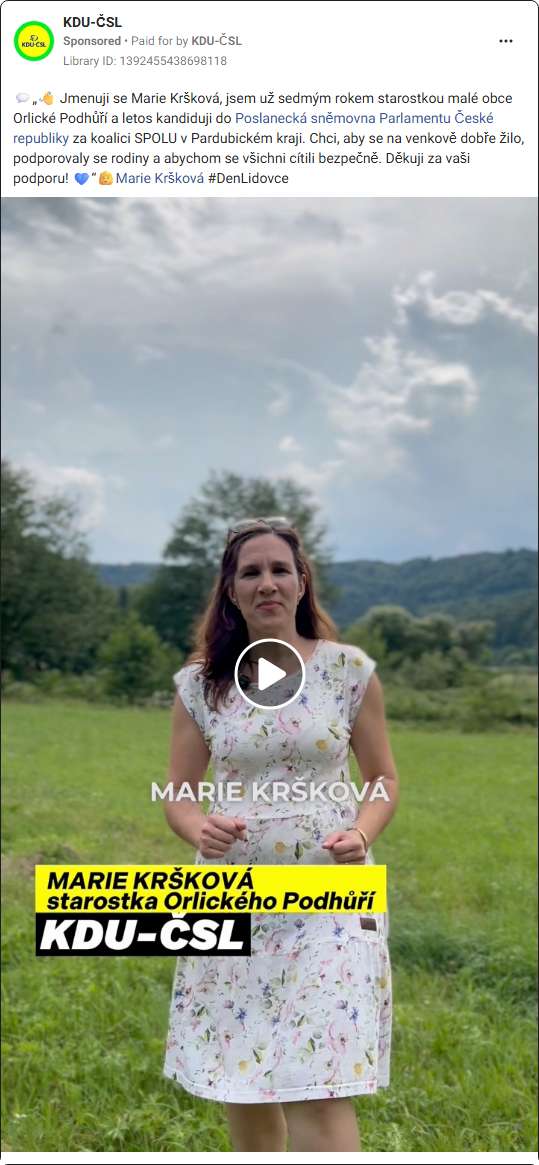 KDU-ČSL
Sponsored • Paid for by KDU-ČSL
Library ID: 1392455438698118
KDU-ČSL
💬„👋 Jmenuji se Marie Kršková, jsem už sedmým rokem starostkou malé obce
Orlické Podhůří a letos kandiduji do Poslanecká sněmovna Parlamentu České
republiky za koalici SPOLU v Pardubickém kraji. Chci, aby se na venkově dobře žilo,
podporovaly se rodiny a abychom se všichni cítili bezpečně. Děkuji za vaši
podporu! 💙“👩Marie Kršková #DenLidovce
MARIE KRŠKOVÁ
MARIE KRŠKOVÁ
starostka Orlického Podhůří
KDU-ČSL